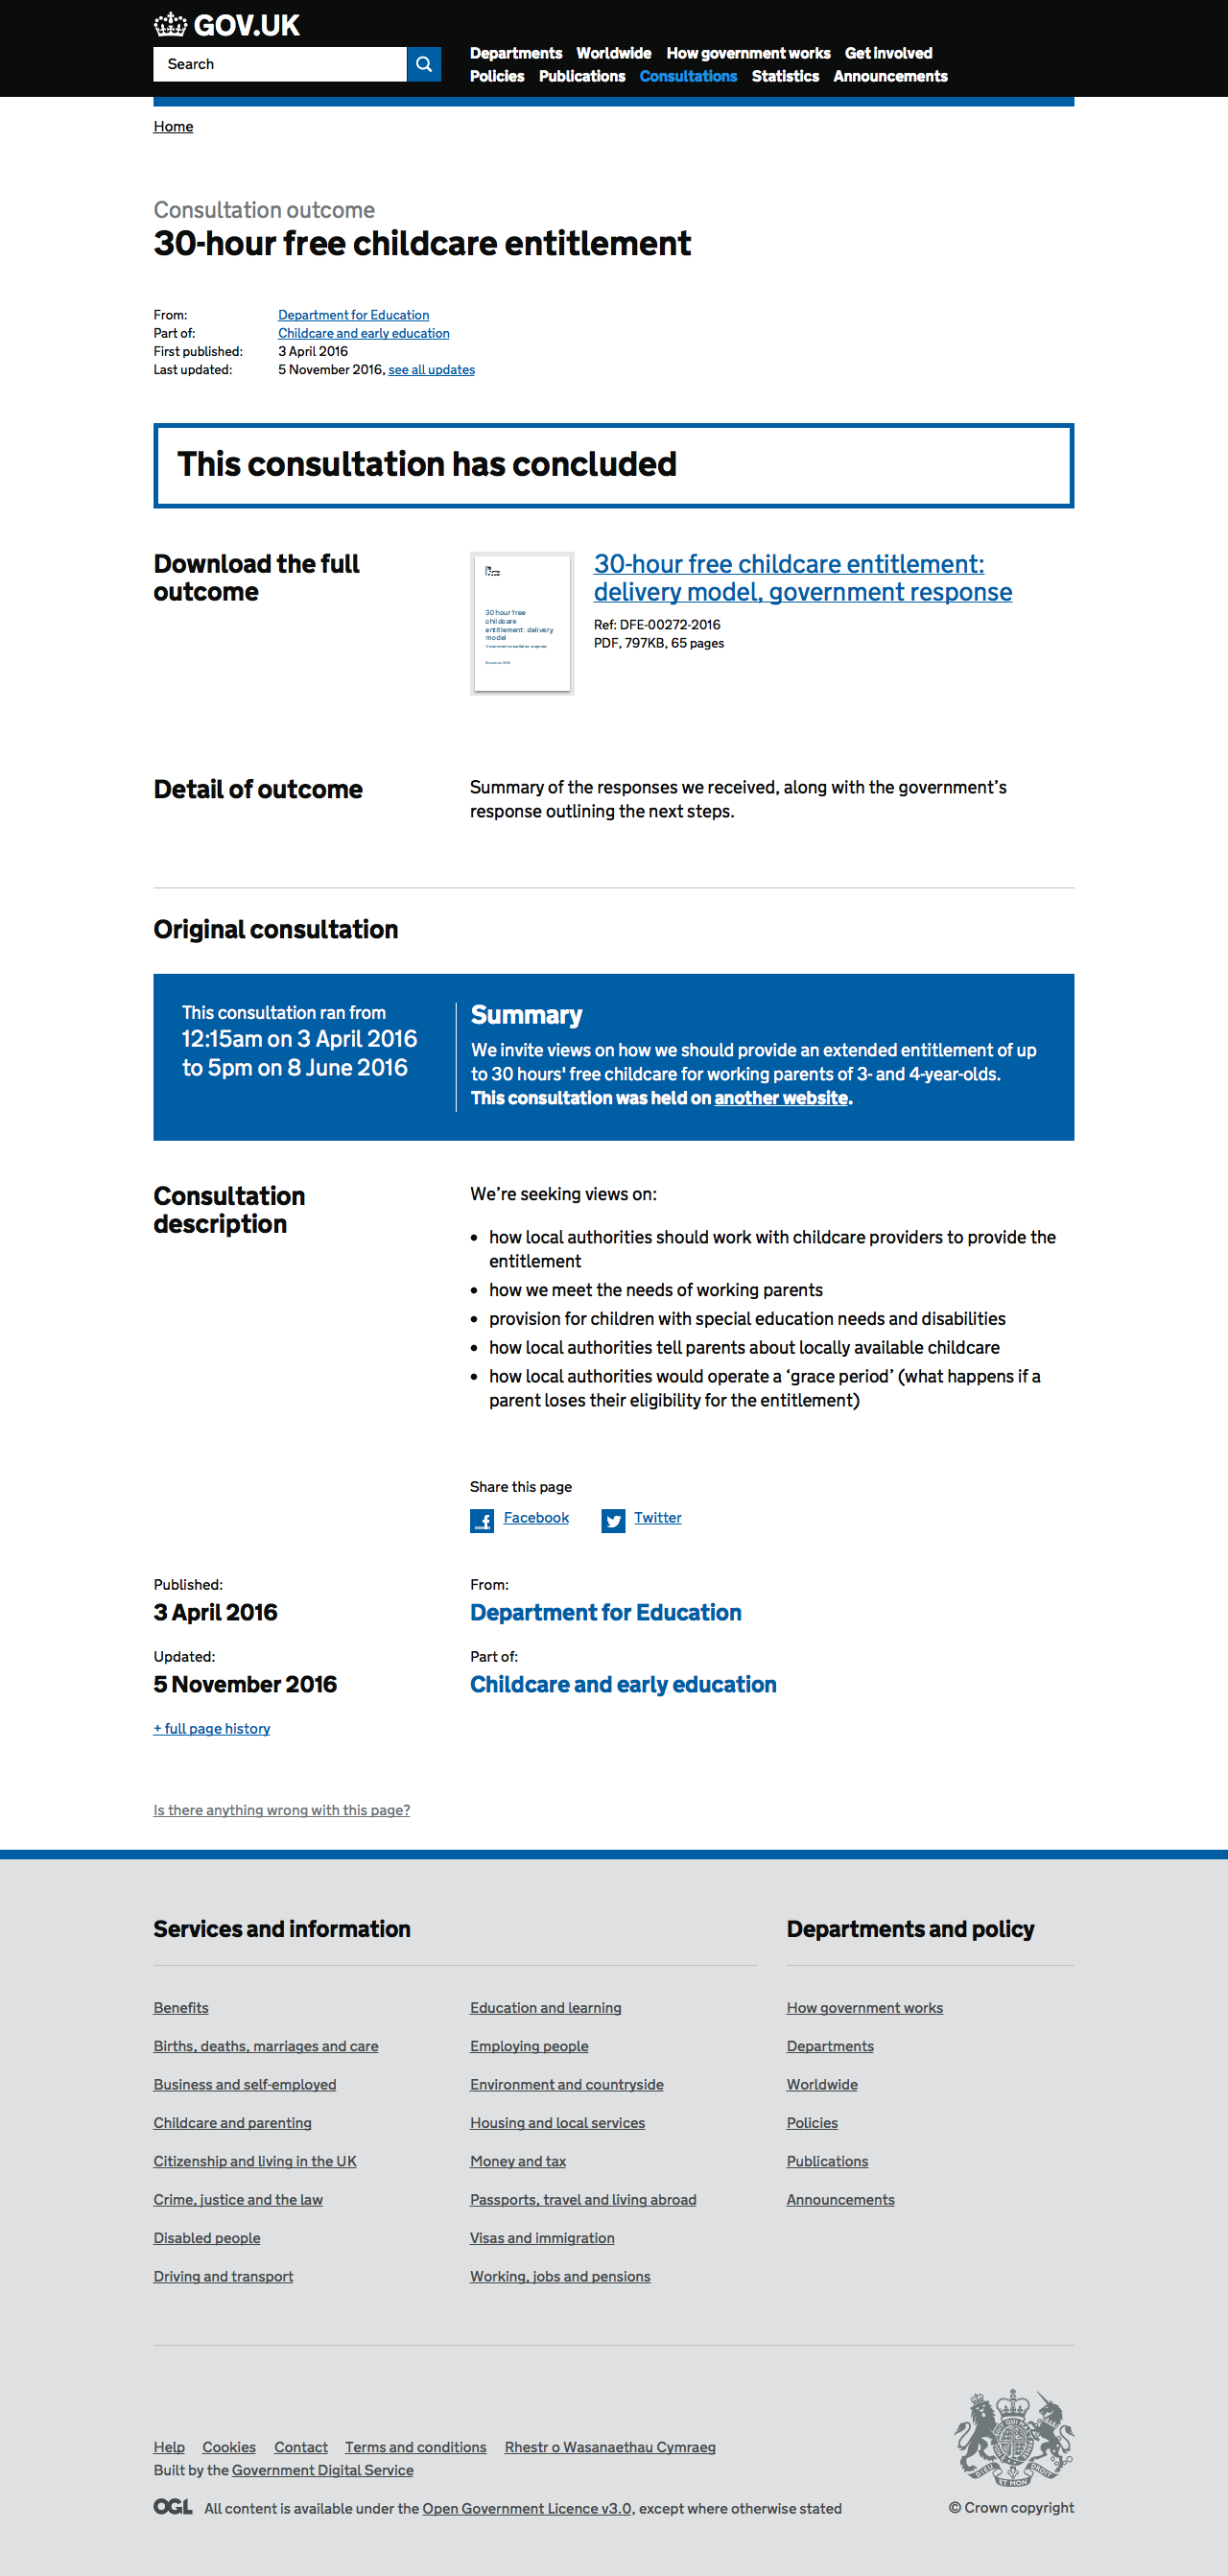 GOV.UK
Search
Departments Worldwide How government works Get involved
Policies Publications Consultations Statistics Announcements
Home
Consultation outcome
30-hour free childcare entitlement
From: Department for Education
Part of: Childcare and early education
First published: 3 April 2016
Last updated: 5 November 2016, see all updates
This consultation has concluded
Download the full
outcome
30 hour free
childcare
entitlement: delivery
model
Government consultation response
November 2016
30-hour free childcare entitlement:
delivery model, government response
Ref: DFE-00272-2016
PDF, 797KB, 65 pages
Detail of outcome
Summary of the responses we received, along with the government’s
response outlining the next steps.
Original consultation
This consultation ran from
12:15am on 3 April 2016
to 5pm on 8 June 2016
Summary
We invite views on how we should provide an extended entitlement of up
to 30 hours' free childcare for working parents of 3- and 4-year-olds.
This consultation was held on another website.
Consultation
description
We’re seeking views on:
• how local authorities should work with childcare providers to provide the
entitlement
• how we meet the needs of working parents
• provision for children with special education needs and disabilities
• how local authorities tell parents about locally available childcare
• how local authorities would operate a ‘grace period’ (what happens if a
parent loses their eligibility for the entitlement)
Share this page
Facebook Twitter
Published:
3 April 2016
From:
Department for Education
Updated:
5 November 2016
Part of:
Childcare and early education
+ full page history
Is there anything wrong with this page?
Services and information
Benefits
Births, deaths, marriages and care
Business and self-employed
Childcare and parenting
Citizenship and living in the UK
Crime, justice and the law
Disabled people
Driving and transport
Education and learning
Employing people
Environment and countryside
Housing and local services
Money and tax
Passports, travel and living abroad
Visas and immigration
Working, jobs and pensions
Departments and policy
How government works
Departments
Worldwide
Policies
Publications
Announcements
Help Cookies Contact Terms and conditions Rhestr o Wasanaethau Cymraeg
Built by the Government Digital Service
OGL All content is available under the Open Government Licence v3.0, except where otherwise stated
© Crown copyright